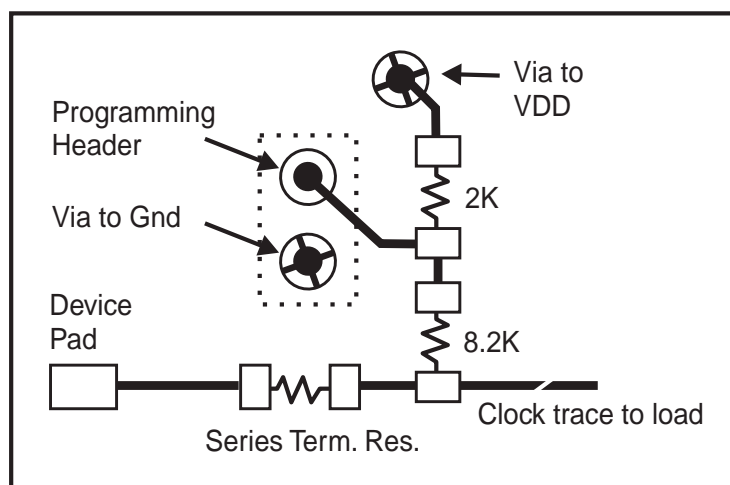 Via to
VDD
Programming
Header
2K
Via to Gnd
Device
Pad
8.2K
Clock trace to load
Series Term. Res.